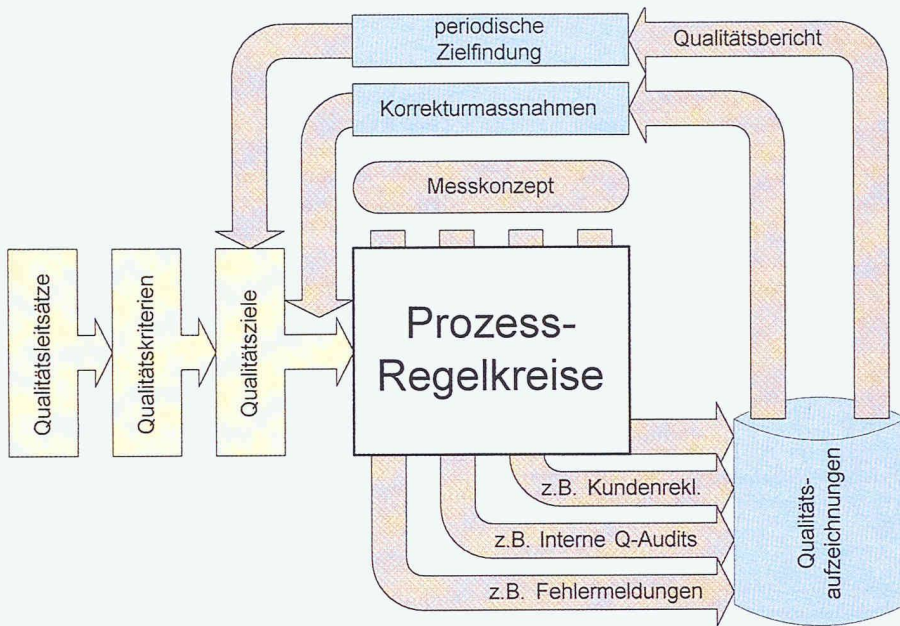 periodische
Zielfindung
Qualitätsbericht
Korrekturmassnahmen
Messkonzept
Qualitätsleitsätze
Qualitätskriterien
Qualitätsziele
Prozess-
Regelkreise
z.B. Kundenrekl.
z.B. Interne Q-Audits
z.B. Fehlermeldungen
Qualitäts-
aufzeichnungen